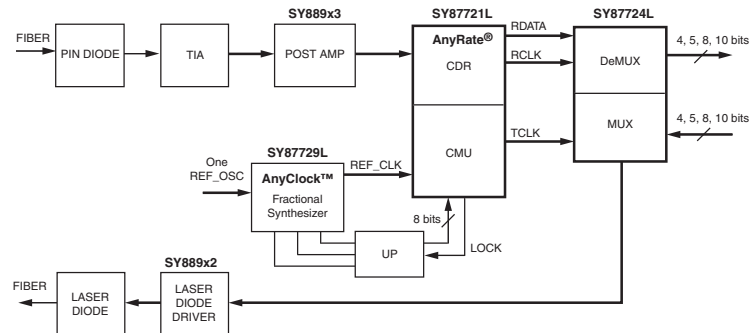 SY889x3
SY87721L
SY87724L
FIBER
PIN DIODE
TIA
POST AMP
AnyRate®
CDR
RDATA
RCLK
DeMUX
4, 5, 8, 10 bits
CMU
TCLK
MUX
4, 5, 8, 10 bits
SY87729L
One
REF_OSC
AnyClock™
Fractional
Synthesizer
REF_CLK
8 bits
UP
LOCK
SY889x2
FIBER
LASER
DIODE
LASER
DIODE
DRIVER